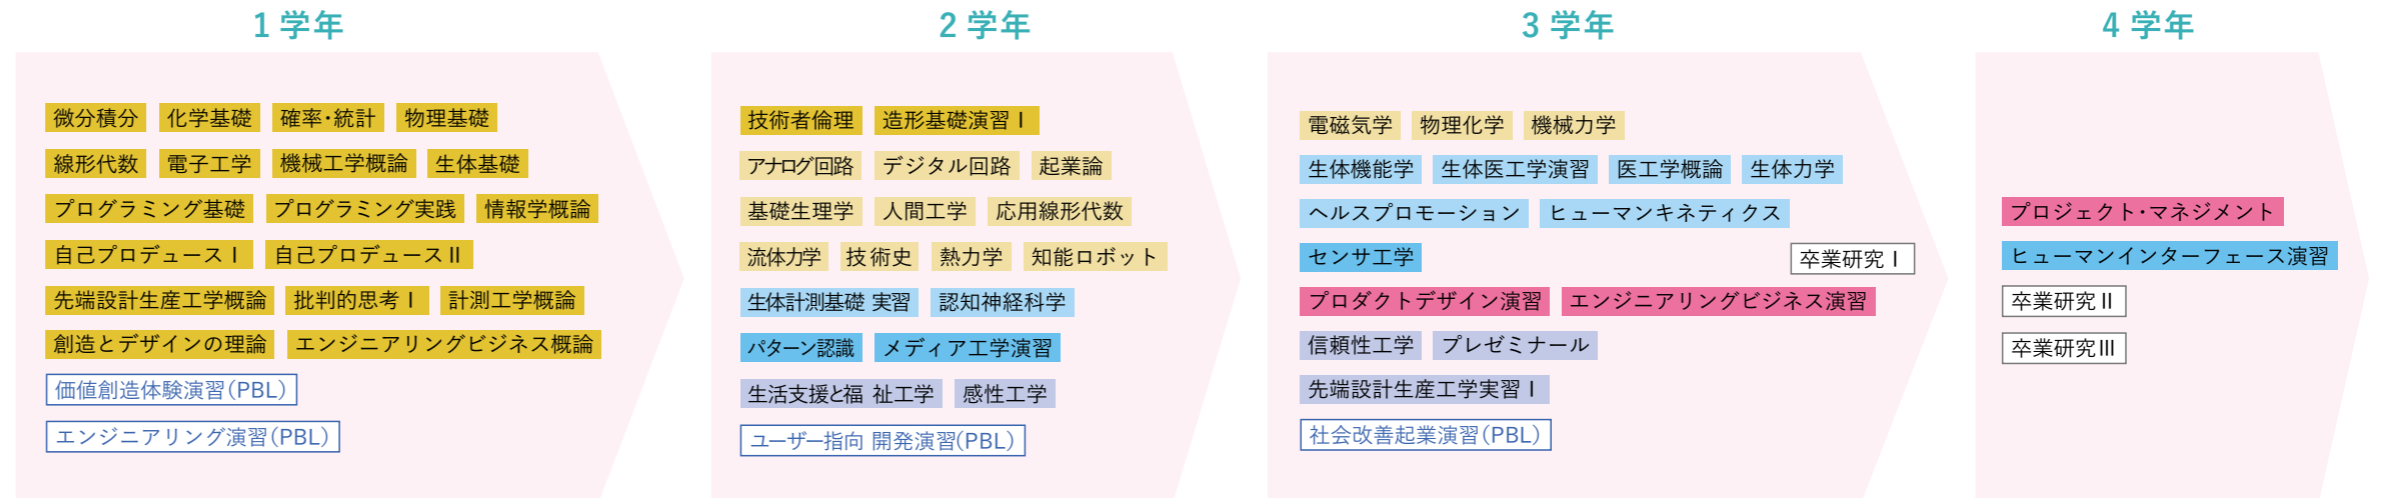 1 学年
微分積分 化学基礎 確率・統計 物理基礎
線形代数 電子工学 機械工学概論 生体基礎
プログラミング基礎 プログラミング実践 情報学概論
自己プロデュースⅠ 自己プロデュースⅡ
先端設計生産工学概論 批判的思考Ⅰ 計測工学概論
創造とデザインの理論 エンジニアリングビジネス概論
価値創造体験演習(PBL)
エンジニアリング演習(PBL)
2 学年
技術者倫理 造形基礎演習Ⅰ
アナログ回路 デジタル回路 起業論
基礎生理学 人間工学 応用線形代数
流体力学 技術史 熱力学 知能ロボット
生体計測基礎 実習 認知神経科学
パターン認識 メディア工学演習
生活支援と福 祉工学 感性工学
ユーザー指向 開発演習(PBL)
3 学年
電磁気学 物理化学 機械力学
生体機能学 生体医工学演習 医工学概論 生体力学
ヘルスプロモーション ヒューマンキネティクス
センサ工学 卒業研究Ⅰ
プロダクトデザイン演習 エンジニアリングビジネス演習
信頼性工学 プレゼミナール
先端設計生産工学実習Ⅰ
社会改善起業演習(PBL)
4 学年
プロジェクト・マネジメント
ヒューマンインターフェース演習
卒業研究Ⅱ
卒業研究Ⅲ